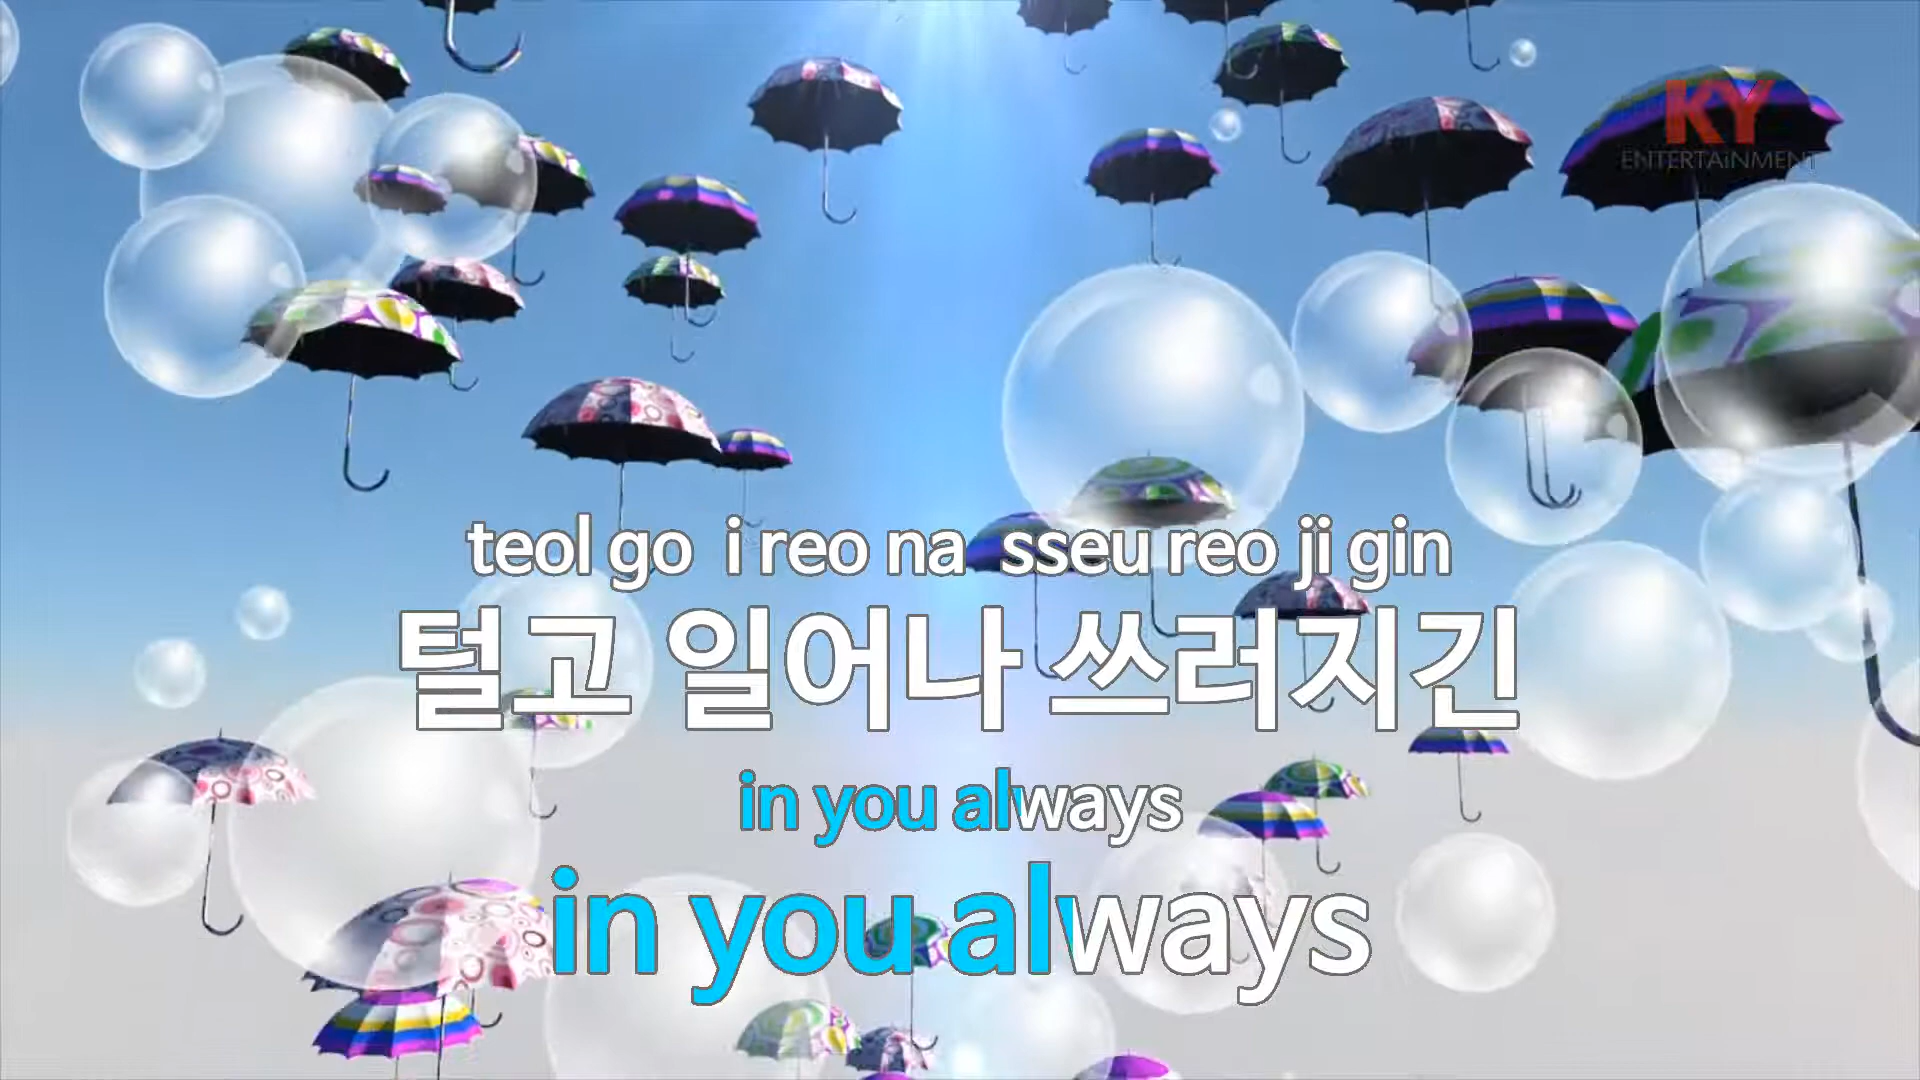 KY
ENTERTAiNMENT
teol go i reo na sseu reo ji gin
털고 일어나 쓰러지긴
in you always
in you always